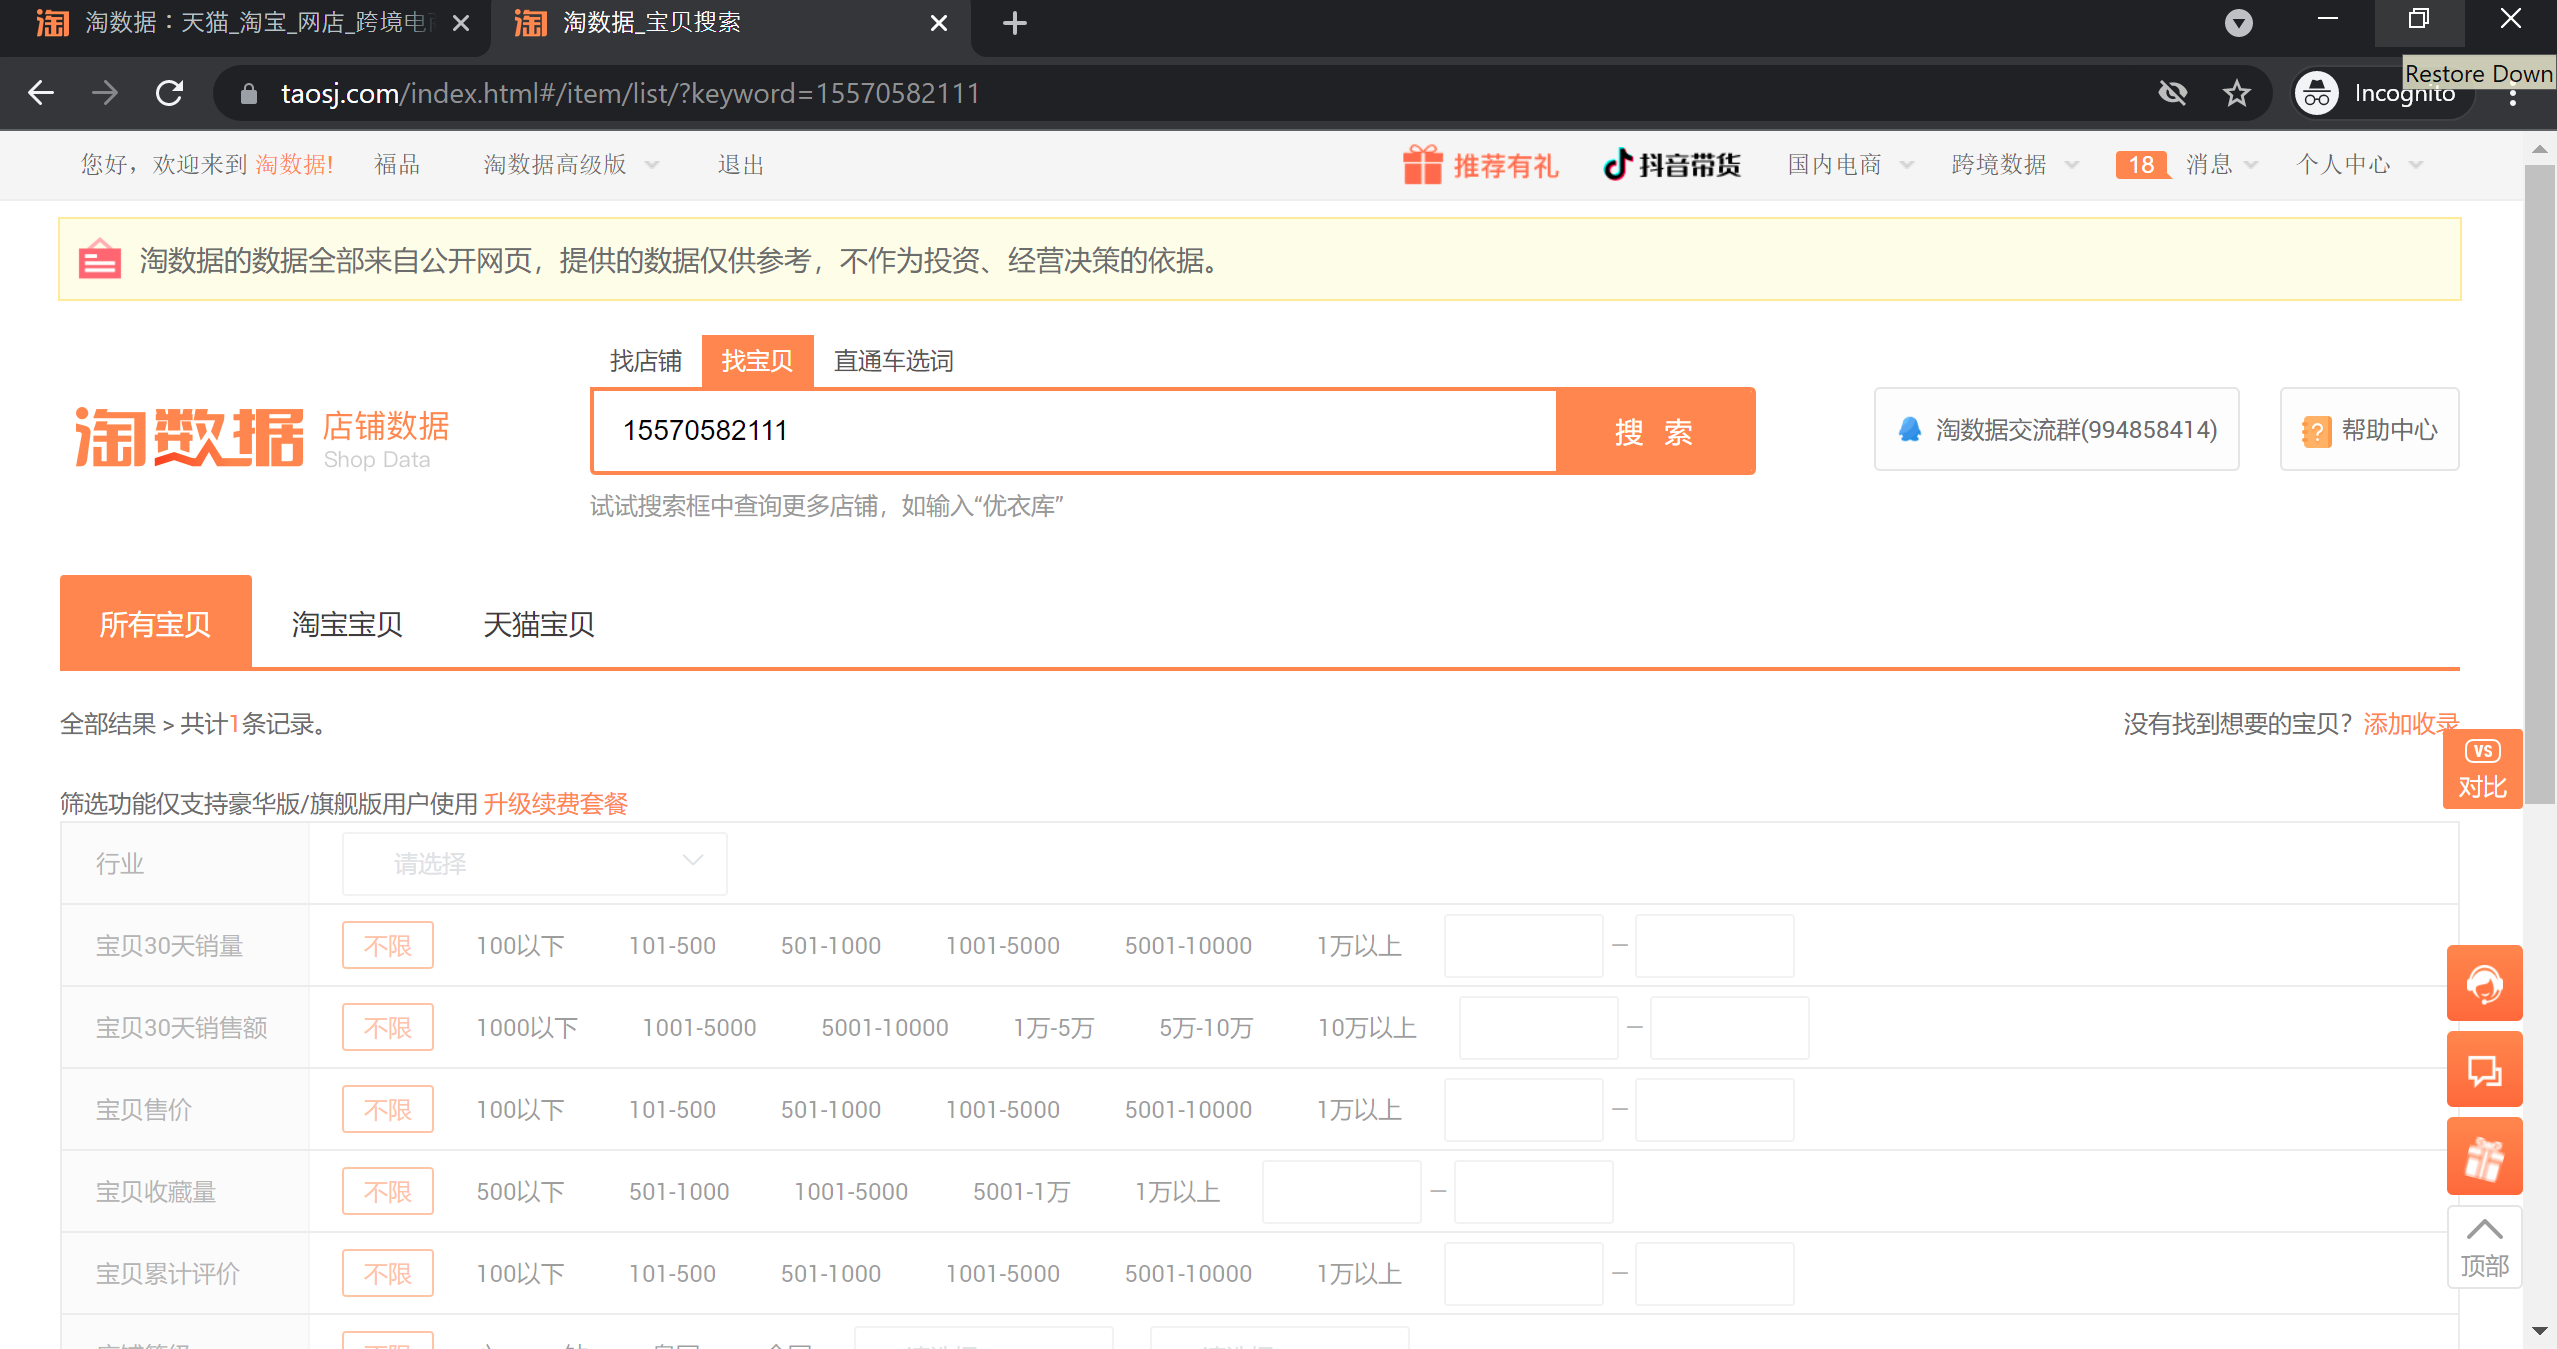 淘数据：天猫_淘宝_网店_跨境电
淘数据_宝贝搜索
Restore Down
taosj.com/index.html#/item/list/?keyword=15570582111
Incognito
您好，欢迎来到 淘数据! 福品 淘数据高级版 退出
推荐有礼 抖音带货 国内电商 跨境数据 18 消息 个人中心
淘数据的数据全部来自公开网页，提供的数据仅供参考，不作为投资、经营决策的依据。
找店铺 找宝贝 直通车选词
淘数据 店铺数据
Shop Data
15570582111
搜 索
淘数据交流群(994858414)
帮助中心
试试搜索框中查询更多店铺，如输入“优衣库”
所有宝贝 淘宝宝贝 天猫宝贝
全部结果 > 共计1条记录。
没有找到想要的宝贝？添加收录
VS
对比
筛选功能仅支持豪华版/旗舰版用户使用 升级续费套餐
行业 请选择
宝贝30天销量 不限 100以下 101-500 501-1000 1001-5000 5001-10000 1万以上 –
宝贝30天销售额 不限 1000以下 1001-5000 5001-10000 1万-5万 5万-10万 10万以上 –
宝贝售价 不限 100以下 101-500 501-1000 1001-5000 5001-10000 1万以上 –
宝贝收藏量 不限 500以下 501-1000 1001-5000 5001-1万 1万以上 –
宝贝累计评价 不限 100以下 101-500 501-1000 1001-5000 5001-10000 1万以上 –
顶部